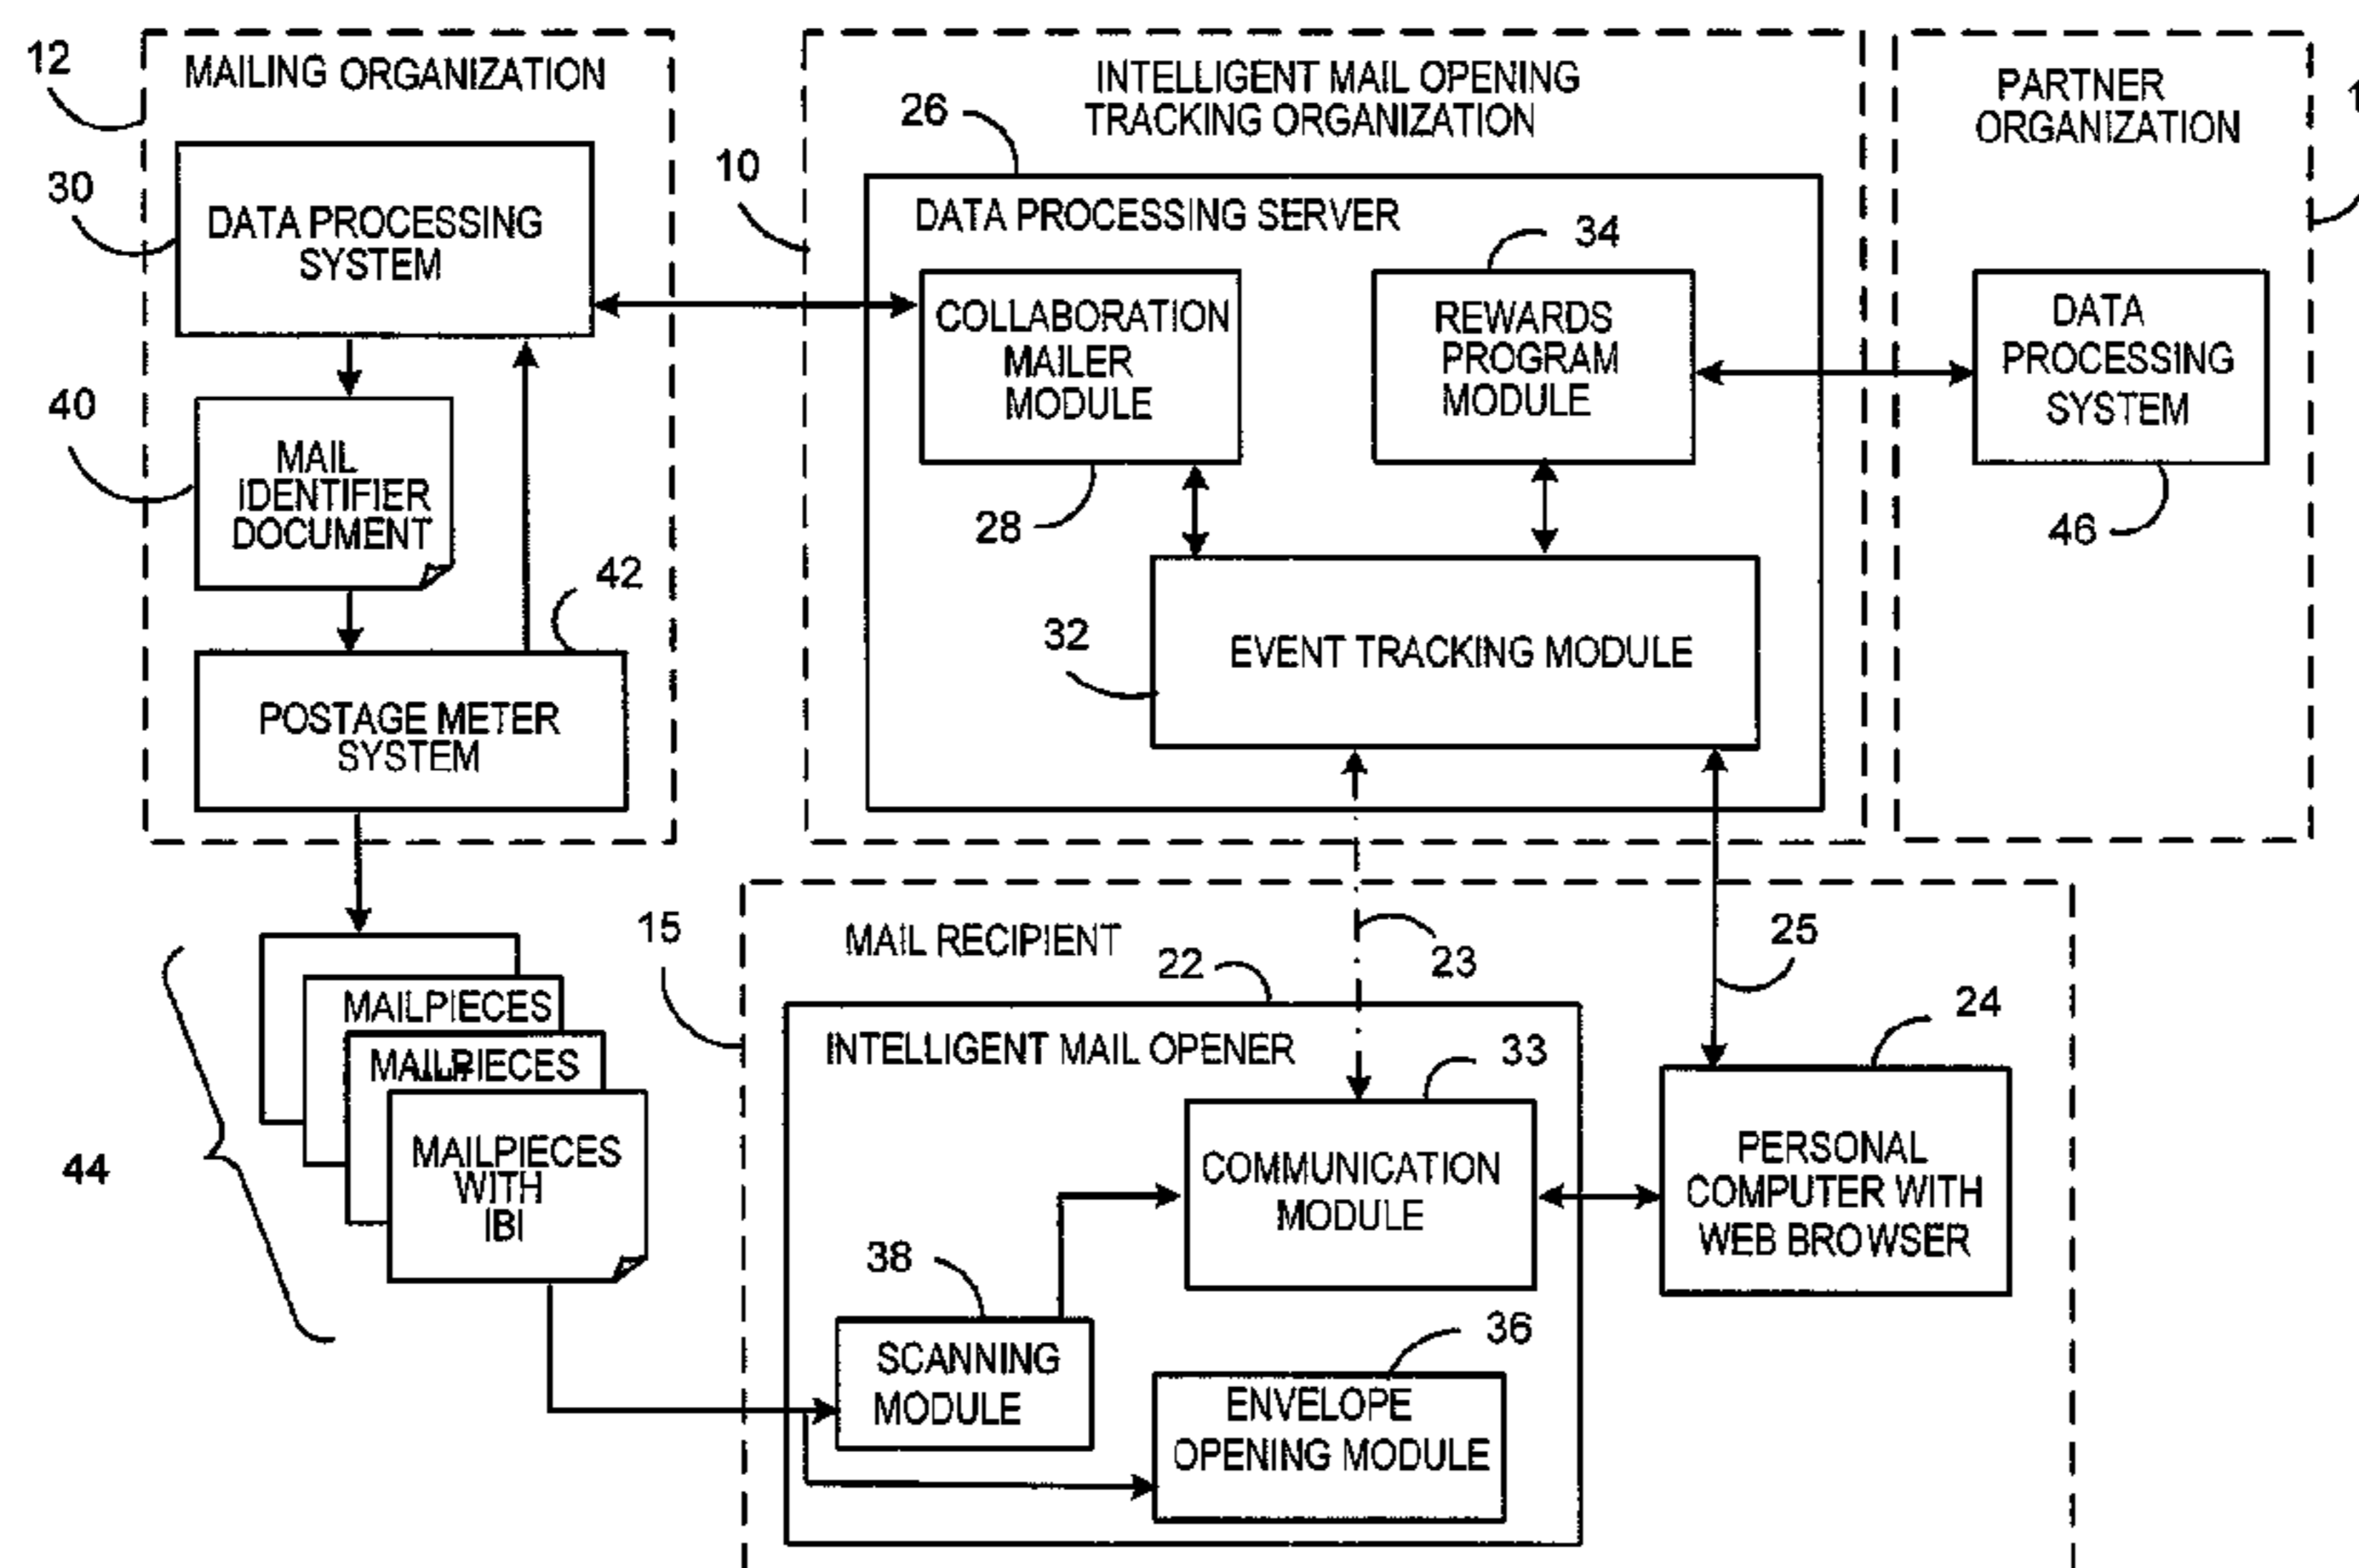 12
MAILING ORGANIZATION
30
DATA PROCESSING
SYSTEM
40
MAIL
IDENTIFIER
DOCUMENT
42
POSTAGE METER
SYSTEM
MAILPIECES
MAILPIECES
MAILPIECES
WITH
IBI
44
10
INTELLIGENT MAIL OPENING
TRACKING ORGANIZATION
26
DATA PROCESSING SERVER
COLLABORATION
MAILER
MODULE
28
34
REWARDS
PROGRAM
MODULE
32
EVENT TRACKING MODULE
PARTNER
ORGANIZATION
DATA
PROCESSING
SYSTEM
46
15
MAIL RECIPIENT
22
23
25
24
INTELLIGENT MAIL OPENER
33
COMMUNICATION
MODULE
PERSONAL
COMPUTER WITH
WEB BROWSER
38
SCANNING
MODULE
36
ENVELOPE
OPENING MODULE